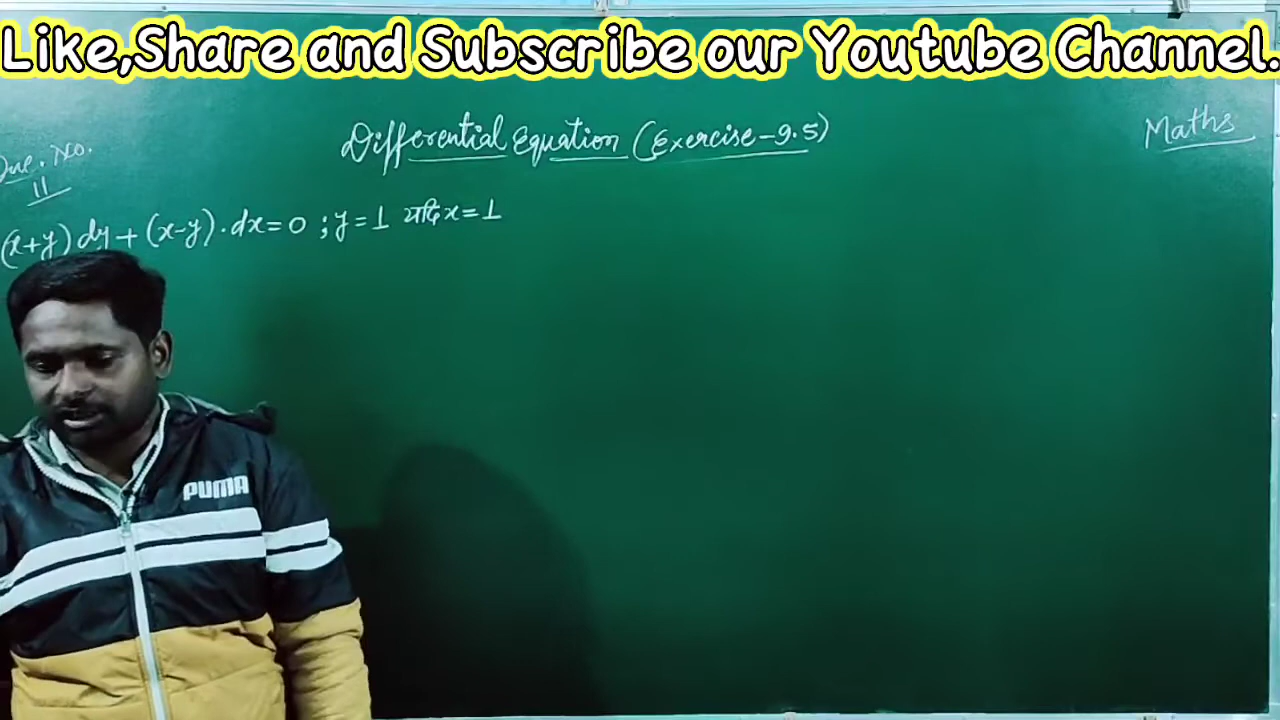 Like,Share and Subscribe our Youtube Channel.
Differential Equation (Exercise-9.5)
Maths
Que. No.
11
(x+y) dy + (x-y).dx=0 ; y=1 यदि x=1
PUMA